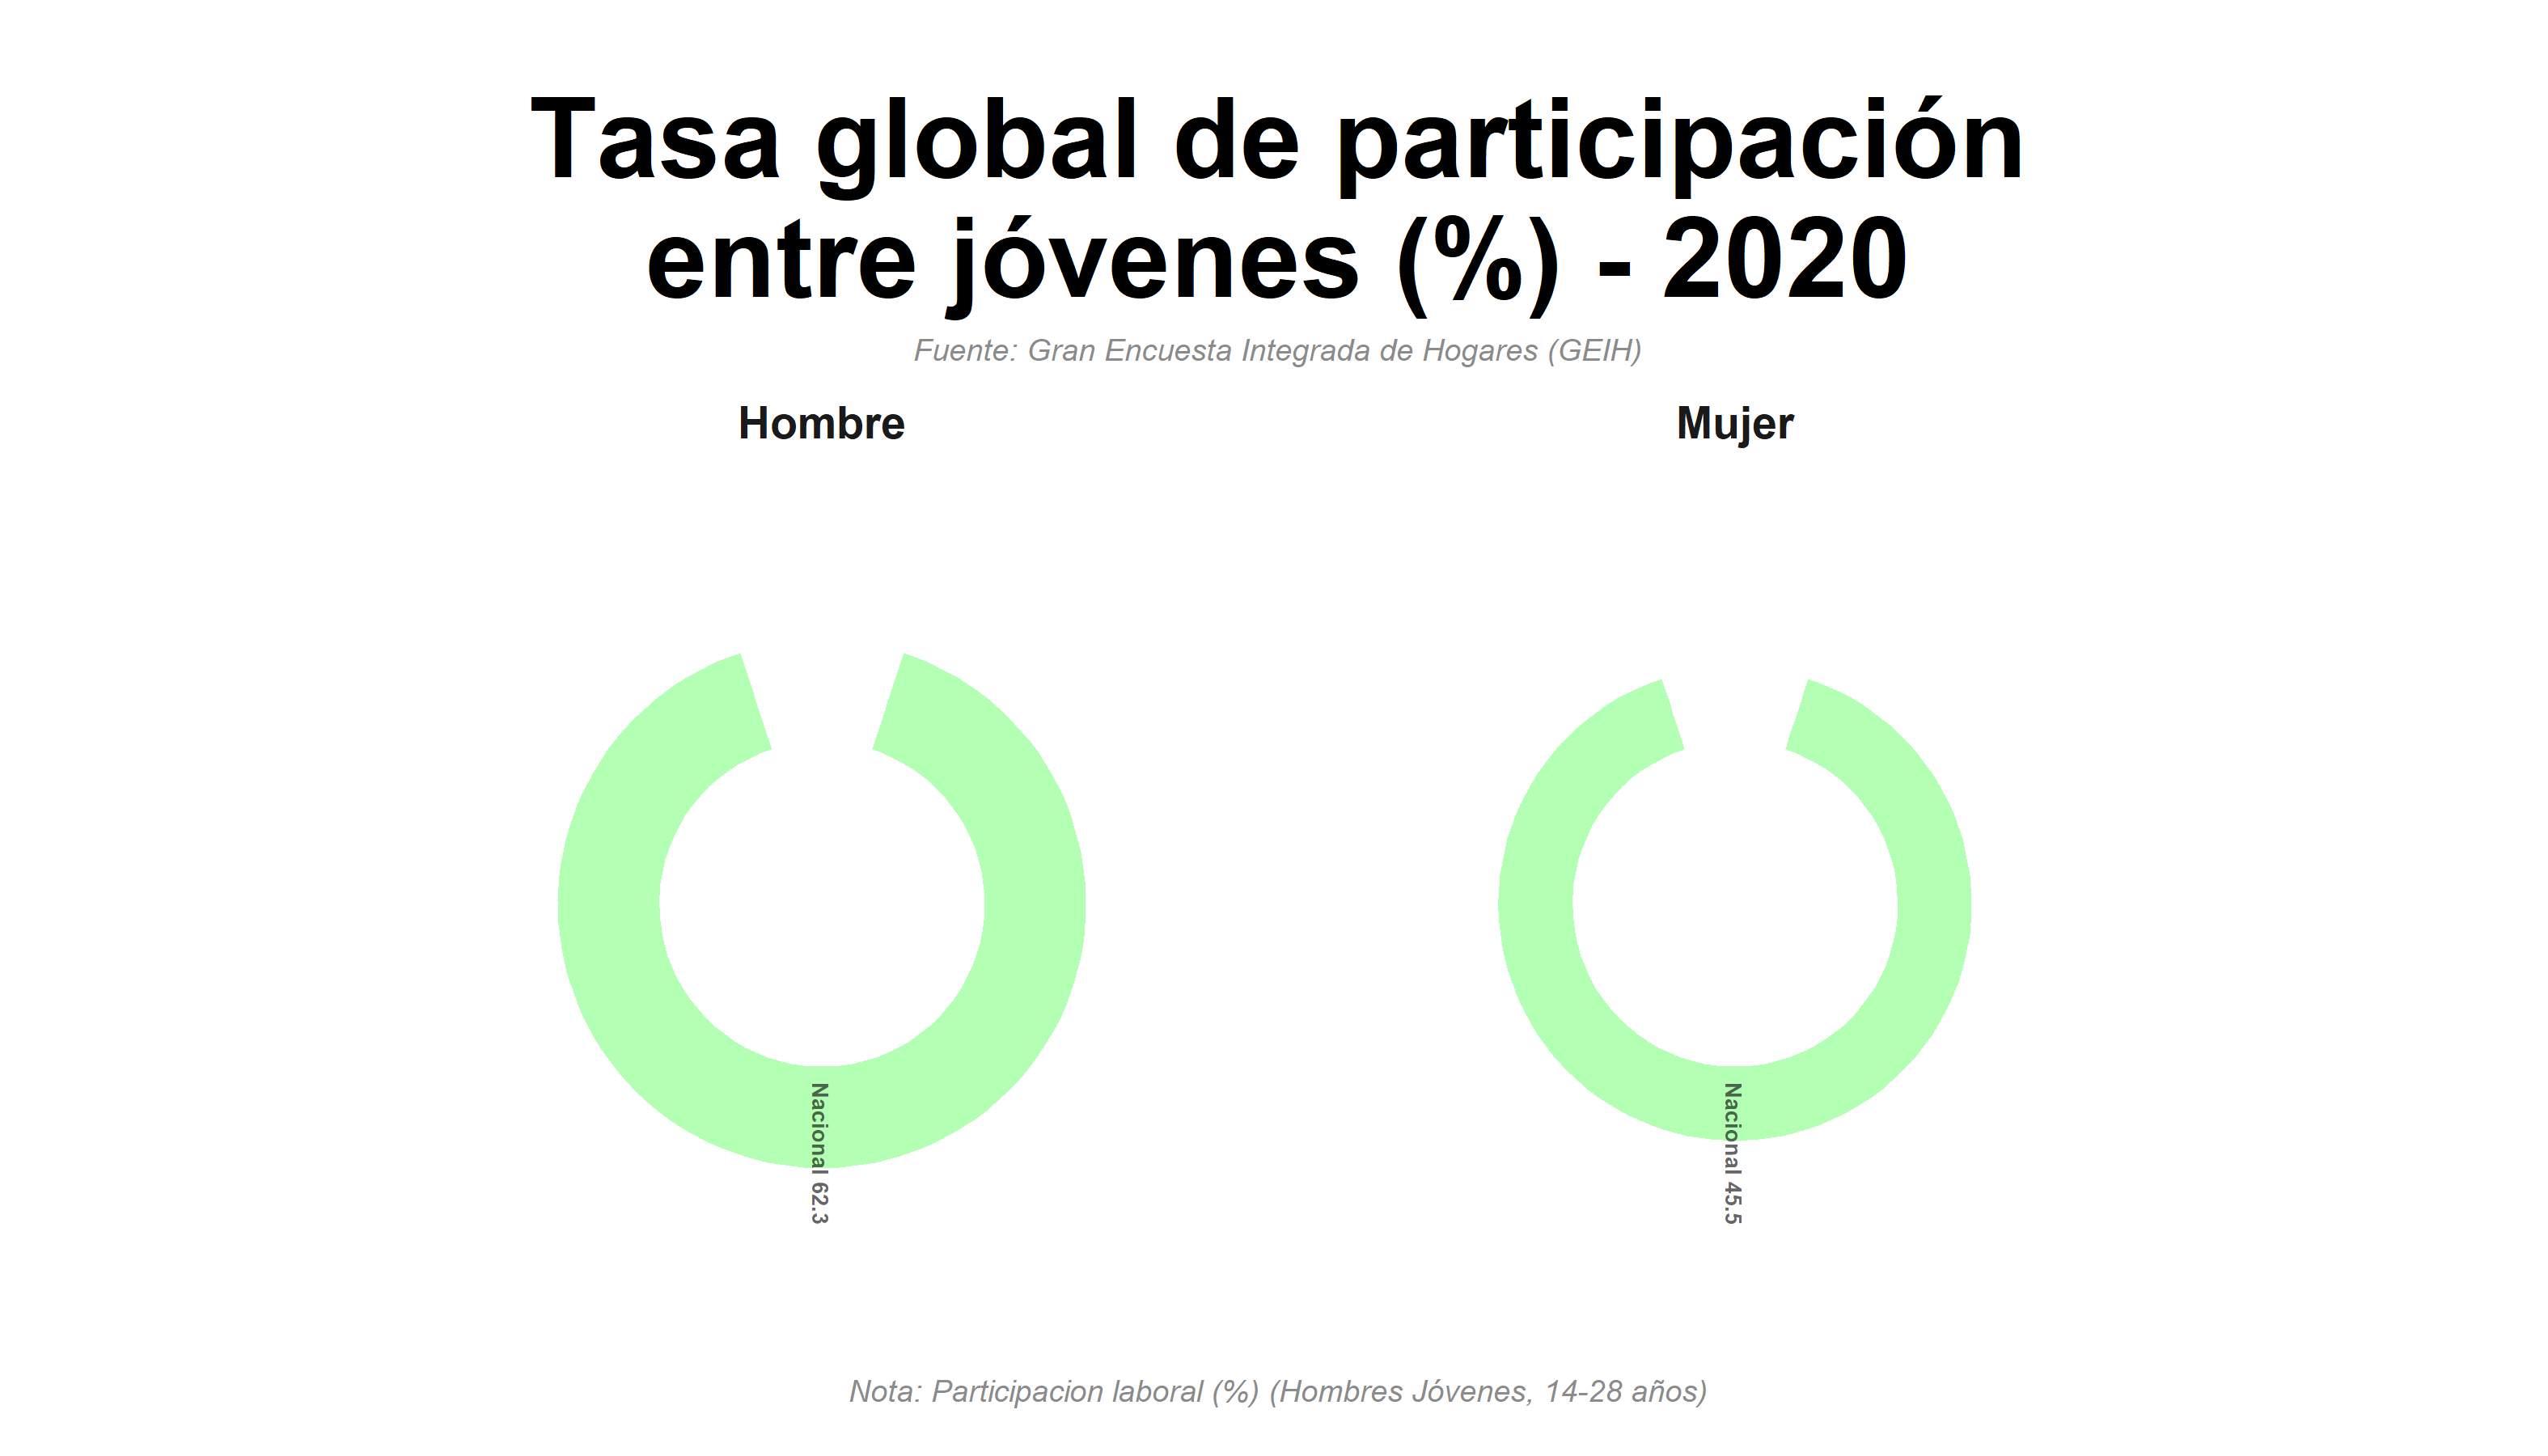 Tasa global de participación
entre jóvenes (%) - 2020
Fuente: Gran Encuesta Integrada de Hogares (GEIH)
Hombre
Mujer
Nacional 62.3
Nacional 45.5
Nota: Participacion laboral (%) (Hombres Jóvenes, 14-28 años)